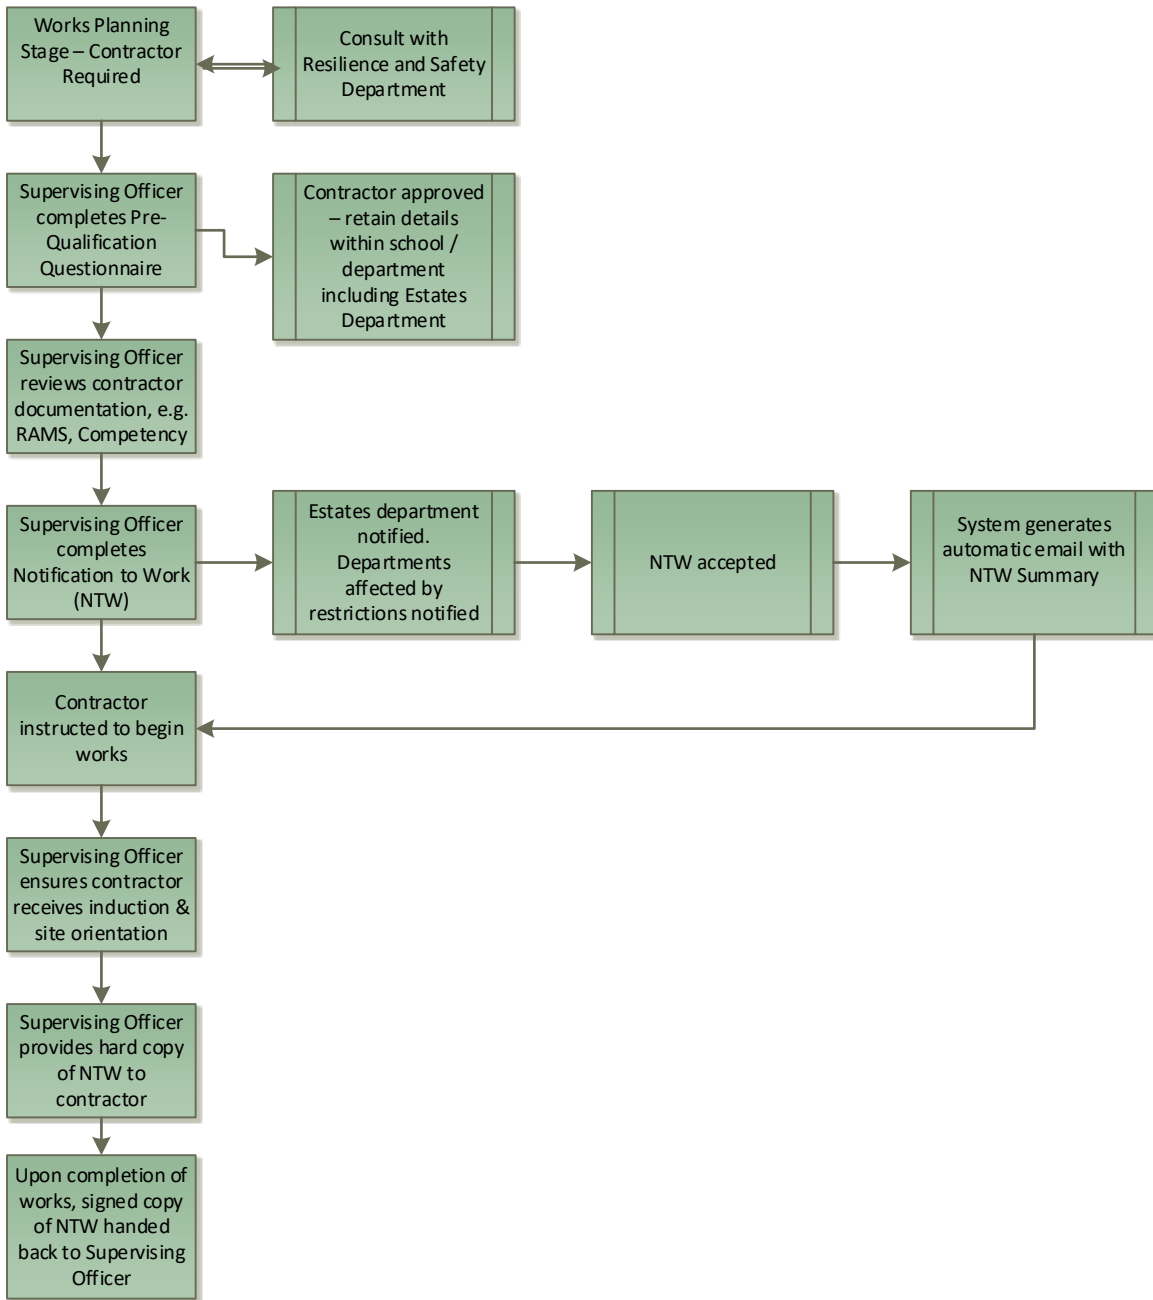 Works Planning
Stage – Contractor
Required
Consult with
Resilience and Safety
Department
Supervising Officer
completes Pre-
Qualification
Questionnaire
Contractor approved
– retain details
within school /
department
including Estates
Department
Supervising Officer
reviews contractor
documentation, e.g.
RAMS, Competency
Supervising Officer
completes
Notification to Work
(NTW)
Estates department
notified.
Departments
affected by
restrictions notified
NTW accepted
System generates
automatic email with
NTW Summary
Contractor
instructed to begin
works
Supervising Officer
ensures contractor
receives induction &
site orientation
Supervising Officer
provides hard copy
of NTW to
contractor
Upon completion of
works, signed copy
of NTW handed
back to Supervising
Officer